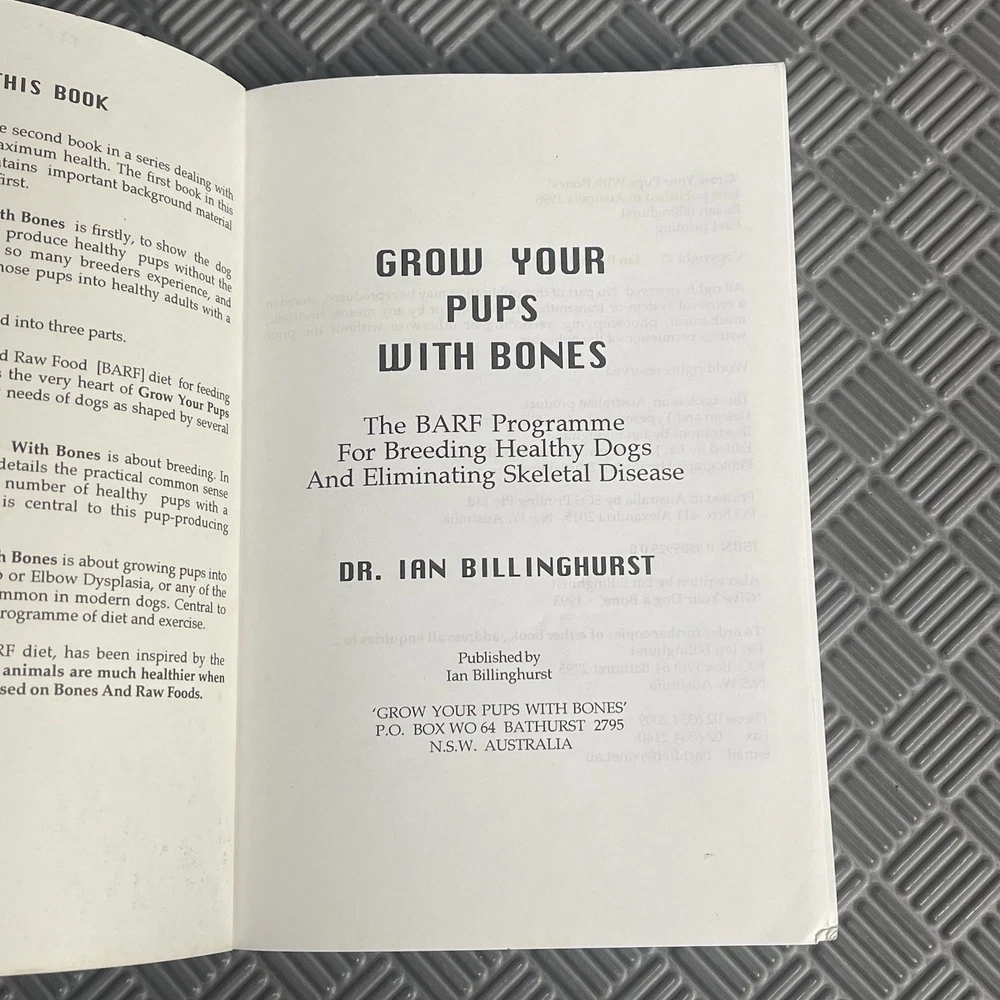 THIS BOOK
e second book in a series dealing with
aximum health. The first book in this
tains important background material
first.
th Bones is firstly, to show the dog
produce healthy pups without the
so many breeders experience, and
hose pups into healthy adults with a
d into three parts.
d Raw Food [BARF] diet for feeding
s the very heart of Grow Your Pups
needs of dogs as shaped by several
With Bones is about breeding. In
details the practical common sense
number of healthy pups with a
is central to this pup-producing
h Bones is about growing pups into
or Elbow Dysplasia, or any of the
mmon in modern dogs. Central to
rogramme of diet and exercise.
RF diet, has been inspired by the
animals are much healthier when
sed on Bones And Raw Foods.
GROW YOUR
PUPS
WITH BONES
The BARF Programme
For Breeding Healthy Dogs
And Eliminating Skeletal Disease
DR. IAN BILLINGHURST
Published by
Ian Billinghurst
'GROW YOUR PUPS WITH BONES'
P.O. BOX WO 64 BATHURST 2795
N.S.W. AUSTRALIA